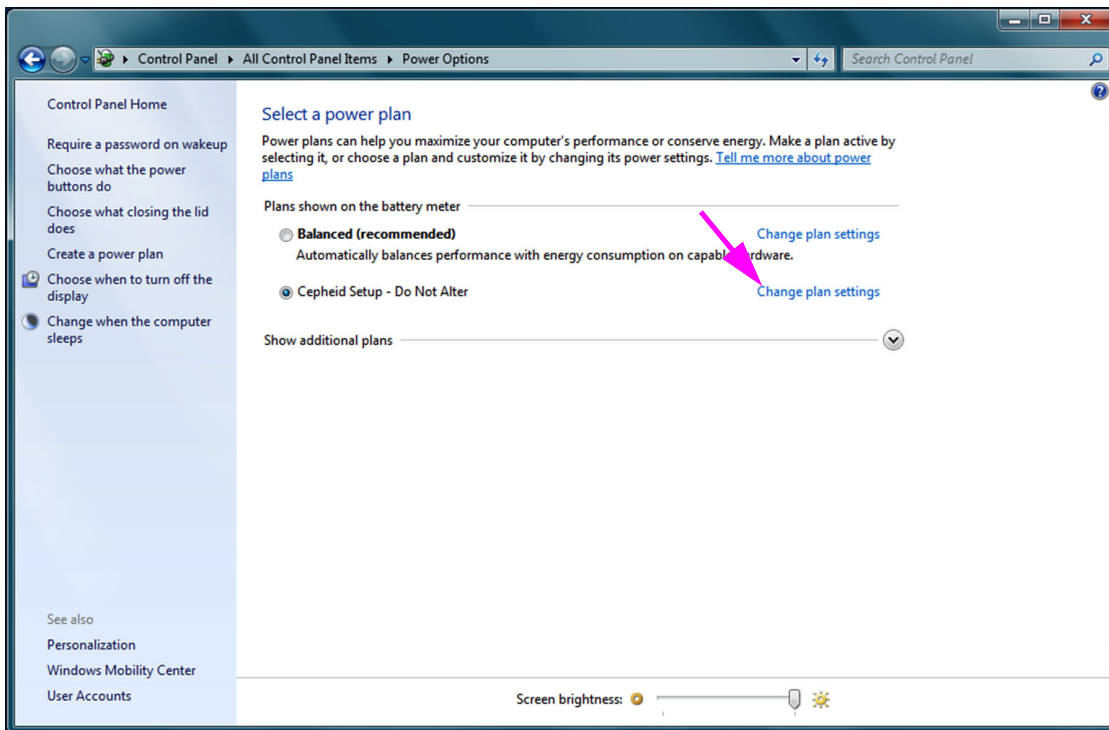 Control Panel ▸ All Control Panel Items ▸ Power Options
Search Control Panel
Control Panel Home
Require a password on wakeup
Choose what the power
buttons do
Choose what closing the lid
does
Create a power plan
Choose when to turn off the
display
Change when the computer
sleeps
See also
Personalization
Windows Mobility Center
User Accounts
Select a power plan
Power plans can help you maximize your computer's performance or conserve energy. Make a plan active by
selecting it, or choose a plan and customize it by changing its power settings. Tell me more about power
plans
Plans shown on the battery meter
Balanced (recommended) Change plan settings
Automatically balances performance with energy consumption on capable hardware.
Cepheid Setup - Do Not Alter Change plan settings
Show additional plans
Screen brightness: